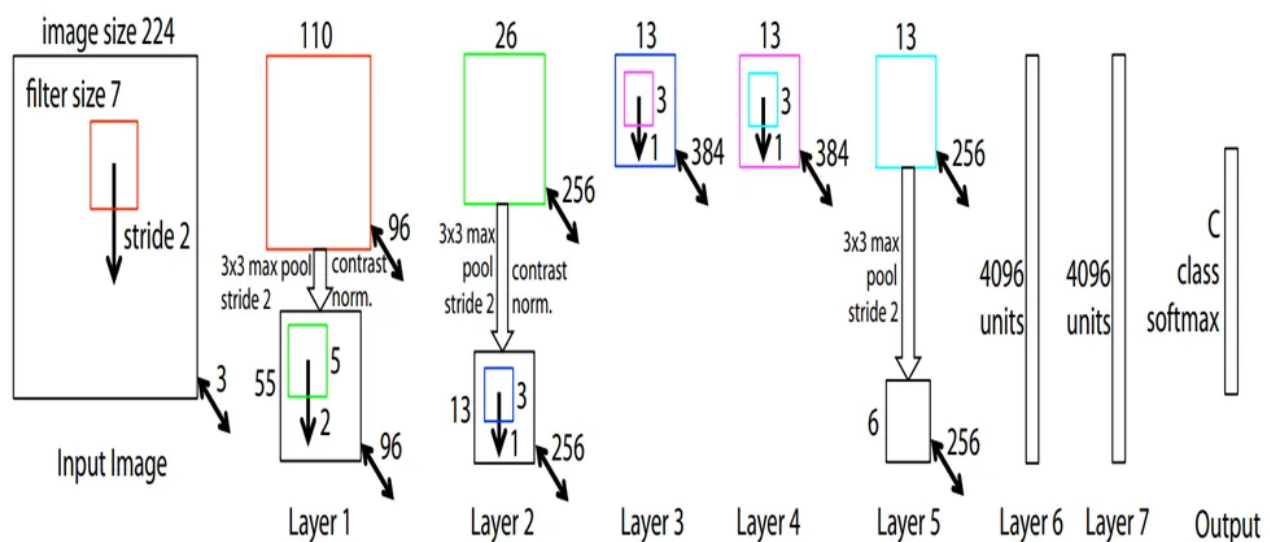 image size 224
filter size 7
stride 2
3
Input Image
110
96
3x3 max pool
stride 2
contrast
norm.
55
5
2
96
Layer 1
26
256
3x3 max
pool
stride 2
contrast
norm.
13
3
1
256
Layer 2
13
3
1
384
Layer 3
13
3
1
384
Layer 4
13
256
3x3 max
pool
stride 2
6
256
Layer 5
4096
units
Layer 6
4096
units
Layer 7
C
class
softmax
Output